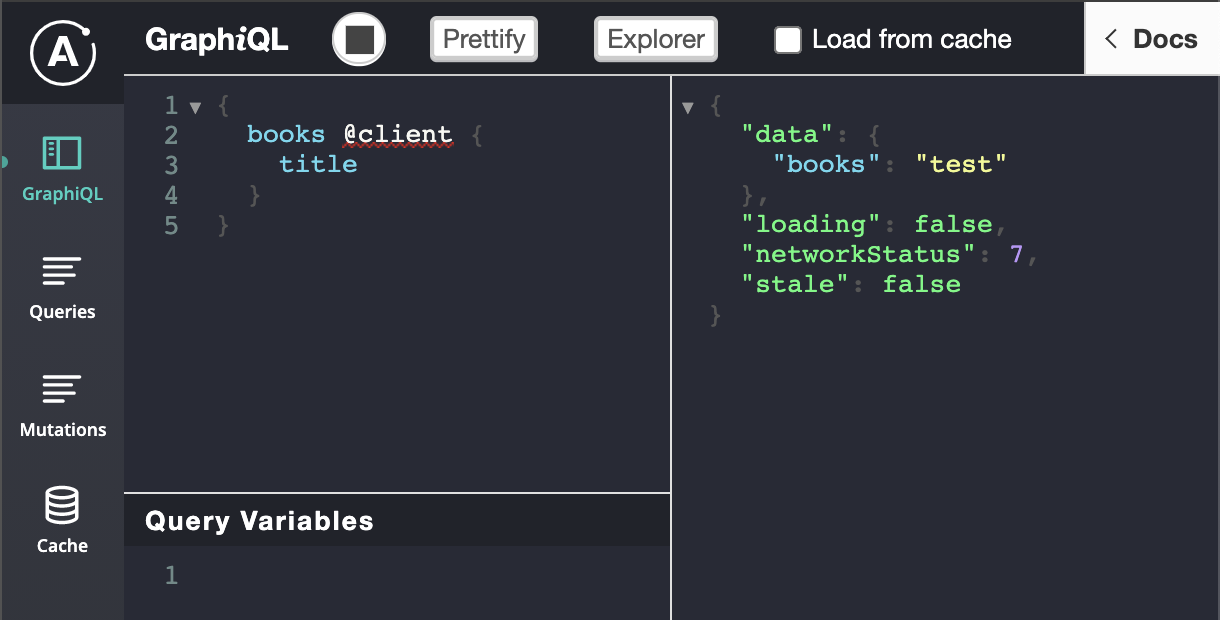 A
GraphiQL
Prettify
Explorer
Load from cache
Docs
GraphiQL
Queries
Mutations
Cache
1 {
2 books @client {
3 title
4 }
5 }
Query Variables
1
{
"data": {
"books": "test"
},
"loading": false,
"networkStatus": 7,
"stale": false
}